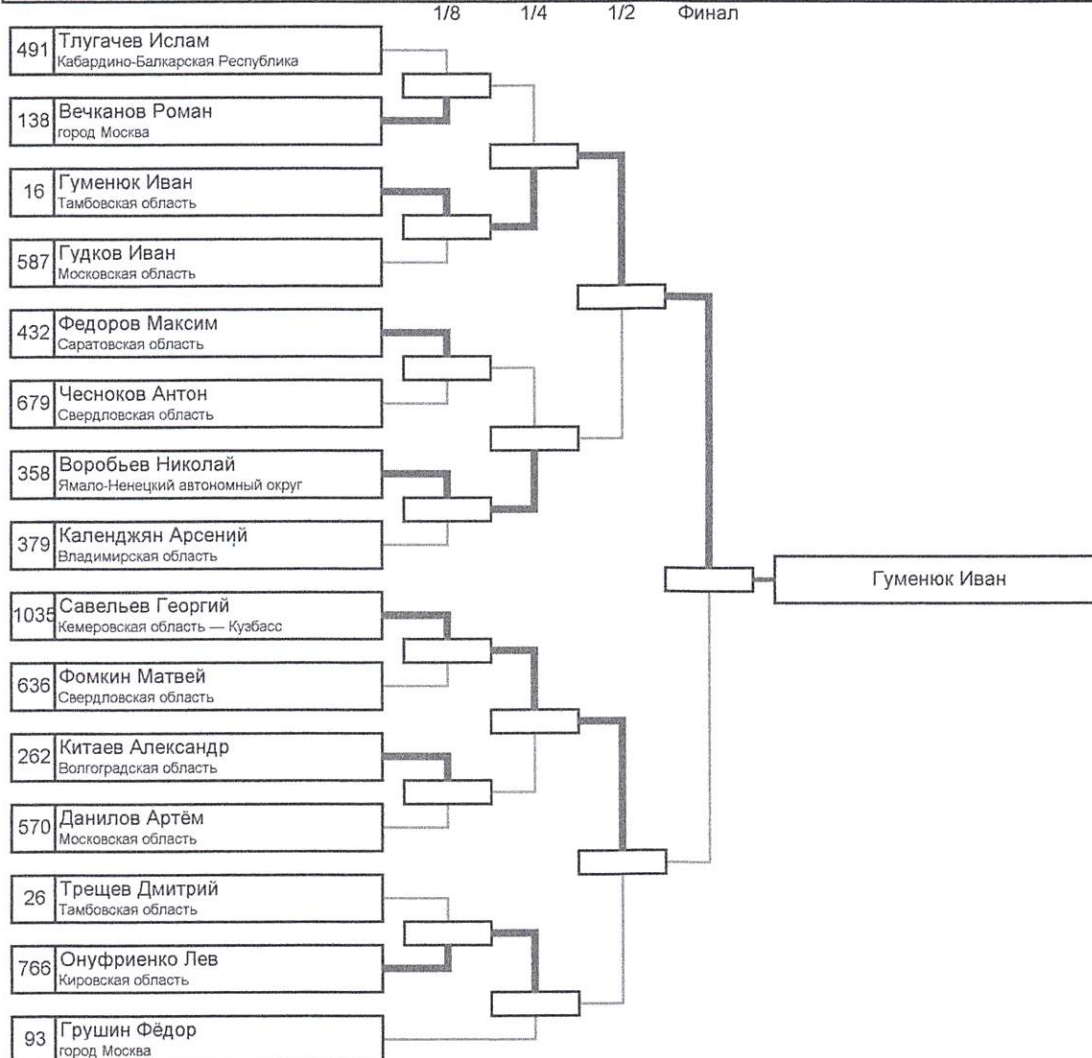 1/8 1/4 1/2 Финал
491 Тлугачев Ислам
Кабардино-Балкарская Республика
138 Вечканов Роман
город Москва
16 Гуменюк Иван
Тамбовская область
587 Гудков Иван
Московская область
432 Федоров Максим
Саратовская область
679 Чесноков Антон
Свердловская область
358 Воробьев Николай
Ямало-Ненецкий автономный округ
379 Календжян Арсений
Владимирская область
Гуменюк Иван
1035 Савельев Георгий
Кемеровская область — Кузбасс
636 Фомкин Матвей
Свердловская область
262 Китаев Александр
Волгоградская область
570 Данилов Артём
Московская область
26 Трещев Дмитрий
Тамбовская область
766 Онуфриенко Лев
Кировская область
93 Грушин Фёдор
город Москва